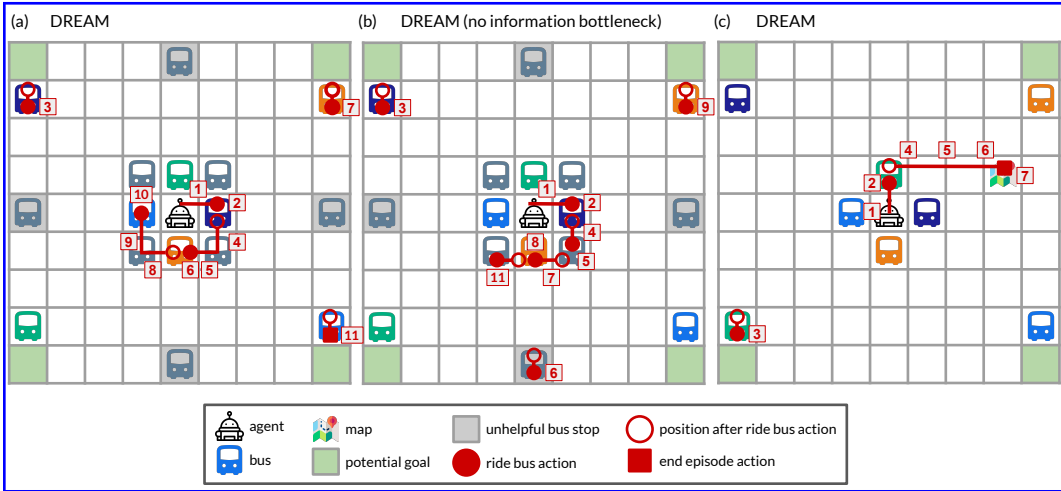 (a) DREAM
(b) DREAM (no information bottleneck)
(c) DREAM
3
7
10
1
2
9
4
8
6
5
11
3
9
1
2
8
4
11
7
5
6
4
5
6
2
7
1
3
agent
map
unhelpful bus stop
position after ride bus action
bus
potential goal
ride bus action
end episode action